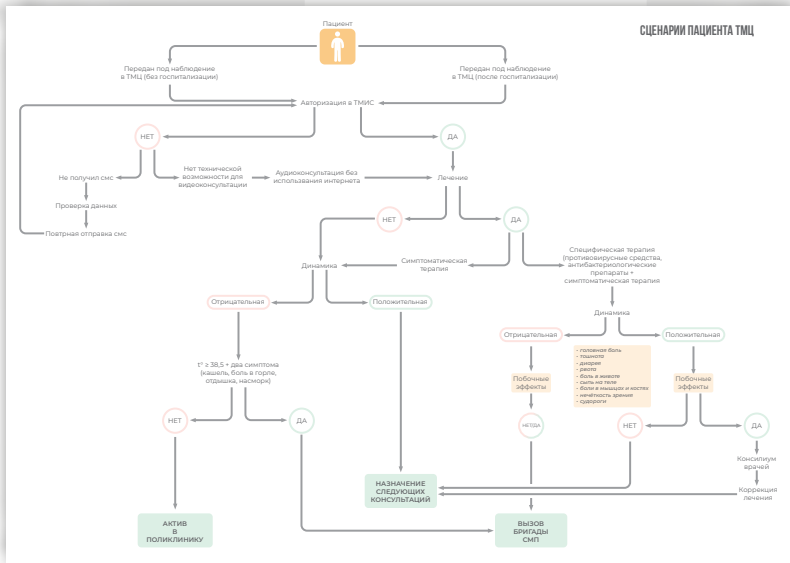 СЦЕНАРИИ ПАЦИЕНТА ТМЦ
Пациент
Передан под наблюдение
в ТМЦ (без госпитализации)
Передан под наблюдение
в ТМЦ (после госпитализации)
Авторизация в ТМИС
НЕТ
ДА
Не получил смс
Нет технической
возможности для
видеоконсультации
Аудиоконсультация без
использвания интернета
Лечение
Проверка данных
Повтрная отправка смс
НЕТ
ДА
Динамика
Симптоматическая
терапия
Специфическая терапия
(противовирусные средства,
антибактериологические
препараты +
симптоматическая терапия
Отрицательная
Положительная
Динамика
Отрицательная
Положительная
t° ≥ 38,5 + два симптома
(кашель, боль в горле,
отдышка, насморк)
Побочные
эффекты
– головная боль
– тошнота
– диарея
– рвота
– боль в животе
– сыпь на теле
– боли в мышцах и костях
– нечёткость зрения
– судороги
Побочные
эффекты
НЕТ
ДА
НЕТДА
НЕТ
ДА
Консилиум
врачей
Коррекция
лечения
НАЗНАЧЕНИЕ
СЛЕДУЮЩИХ
КОНСУЛЬТАЦИЙ
АКТИВ
В
ПОЛИКЛИНИКУ
ВЫЗОВ
БРИГАДЫ
СМП